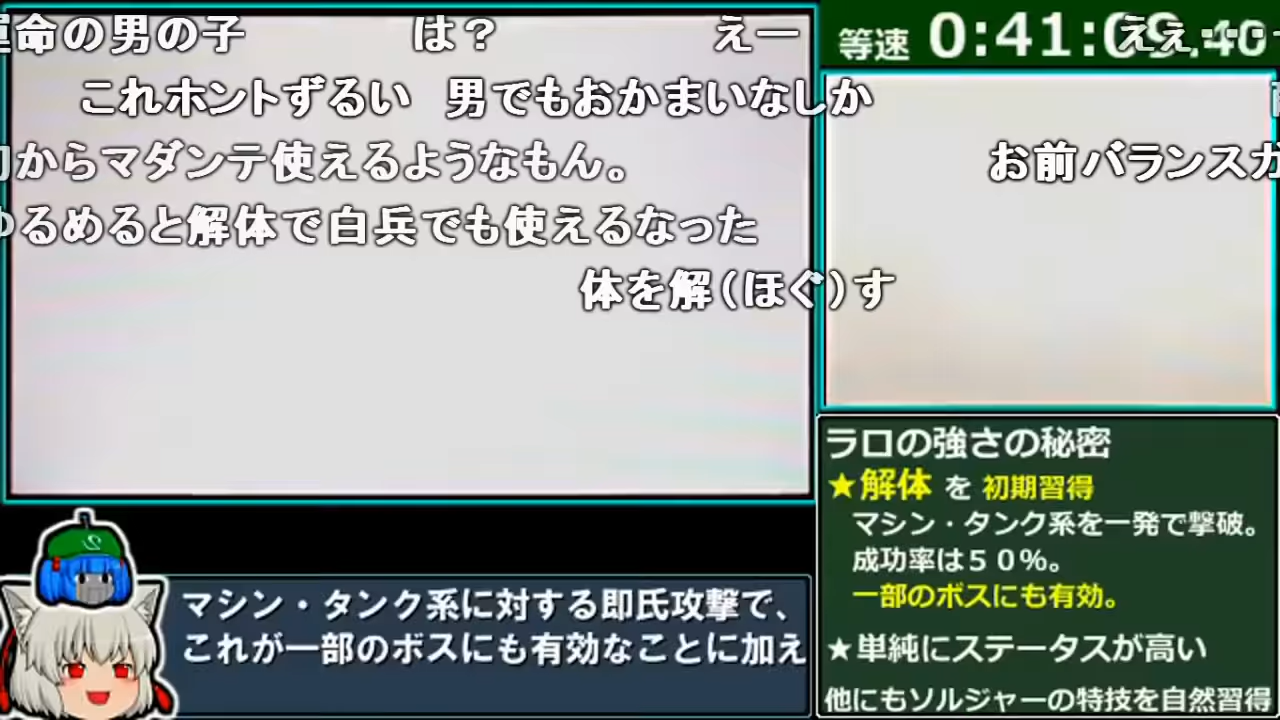 運命の男の子 は？ えー
等速 0:41:09.40
ええ
これホントずるい 男でもおかまいなしか
からマダンテ使えるようなもん。
お前バランスが
ゆるめると解体で白兵でも使えるなった
体を解（ほぐ）す
ラロの強さの秘密
★解体 を 初期習得
マシン・タンク系を一発で撃破。
成功率は５０％。
一部のボスにも有効。
★単純にステータスが高い
他にもソルジャーの特技を自然習得
マシン・タンク系に対する即氏攻撃で、
これが一部のボスにも有効なことに加え